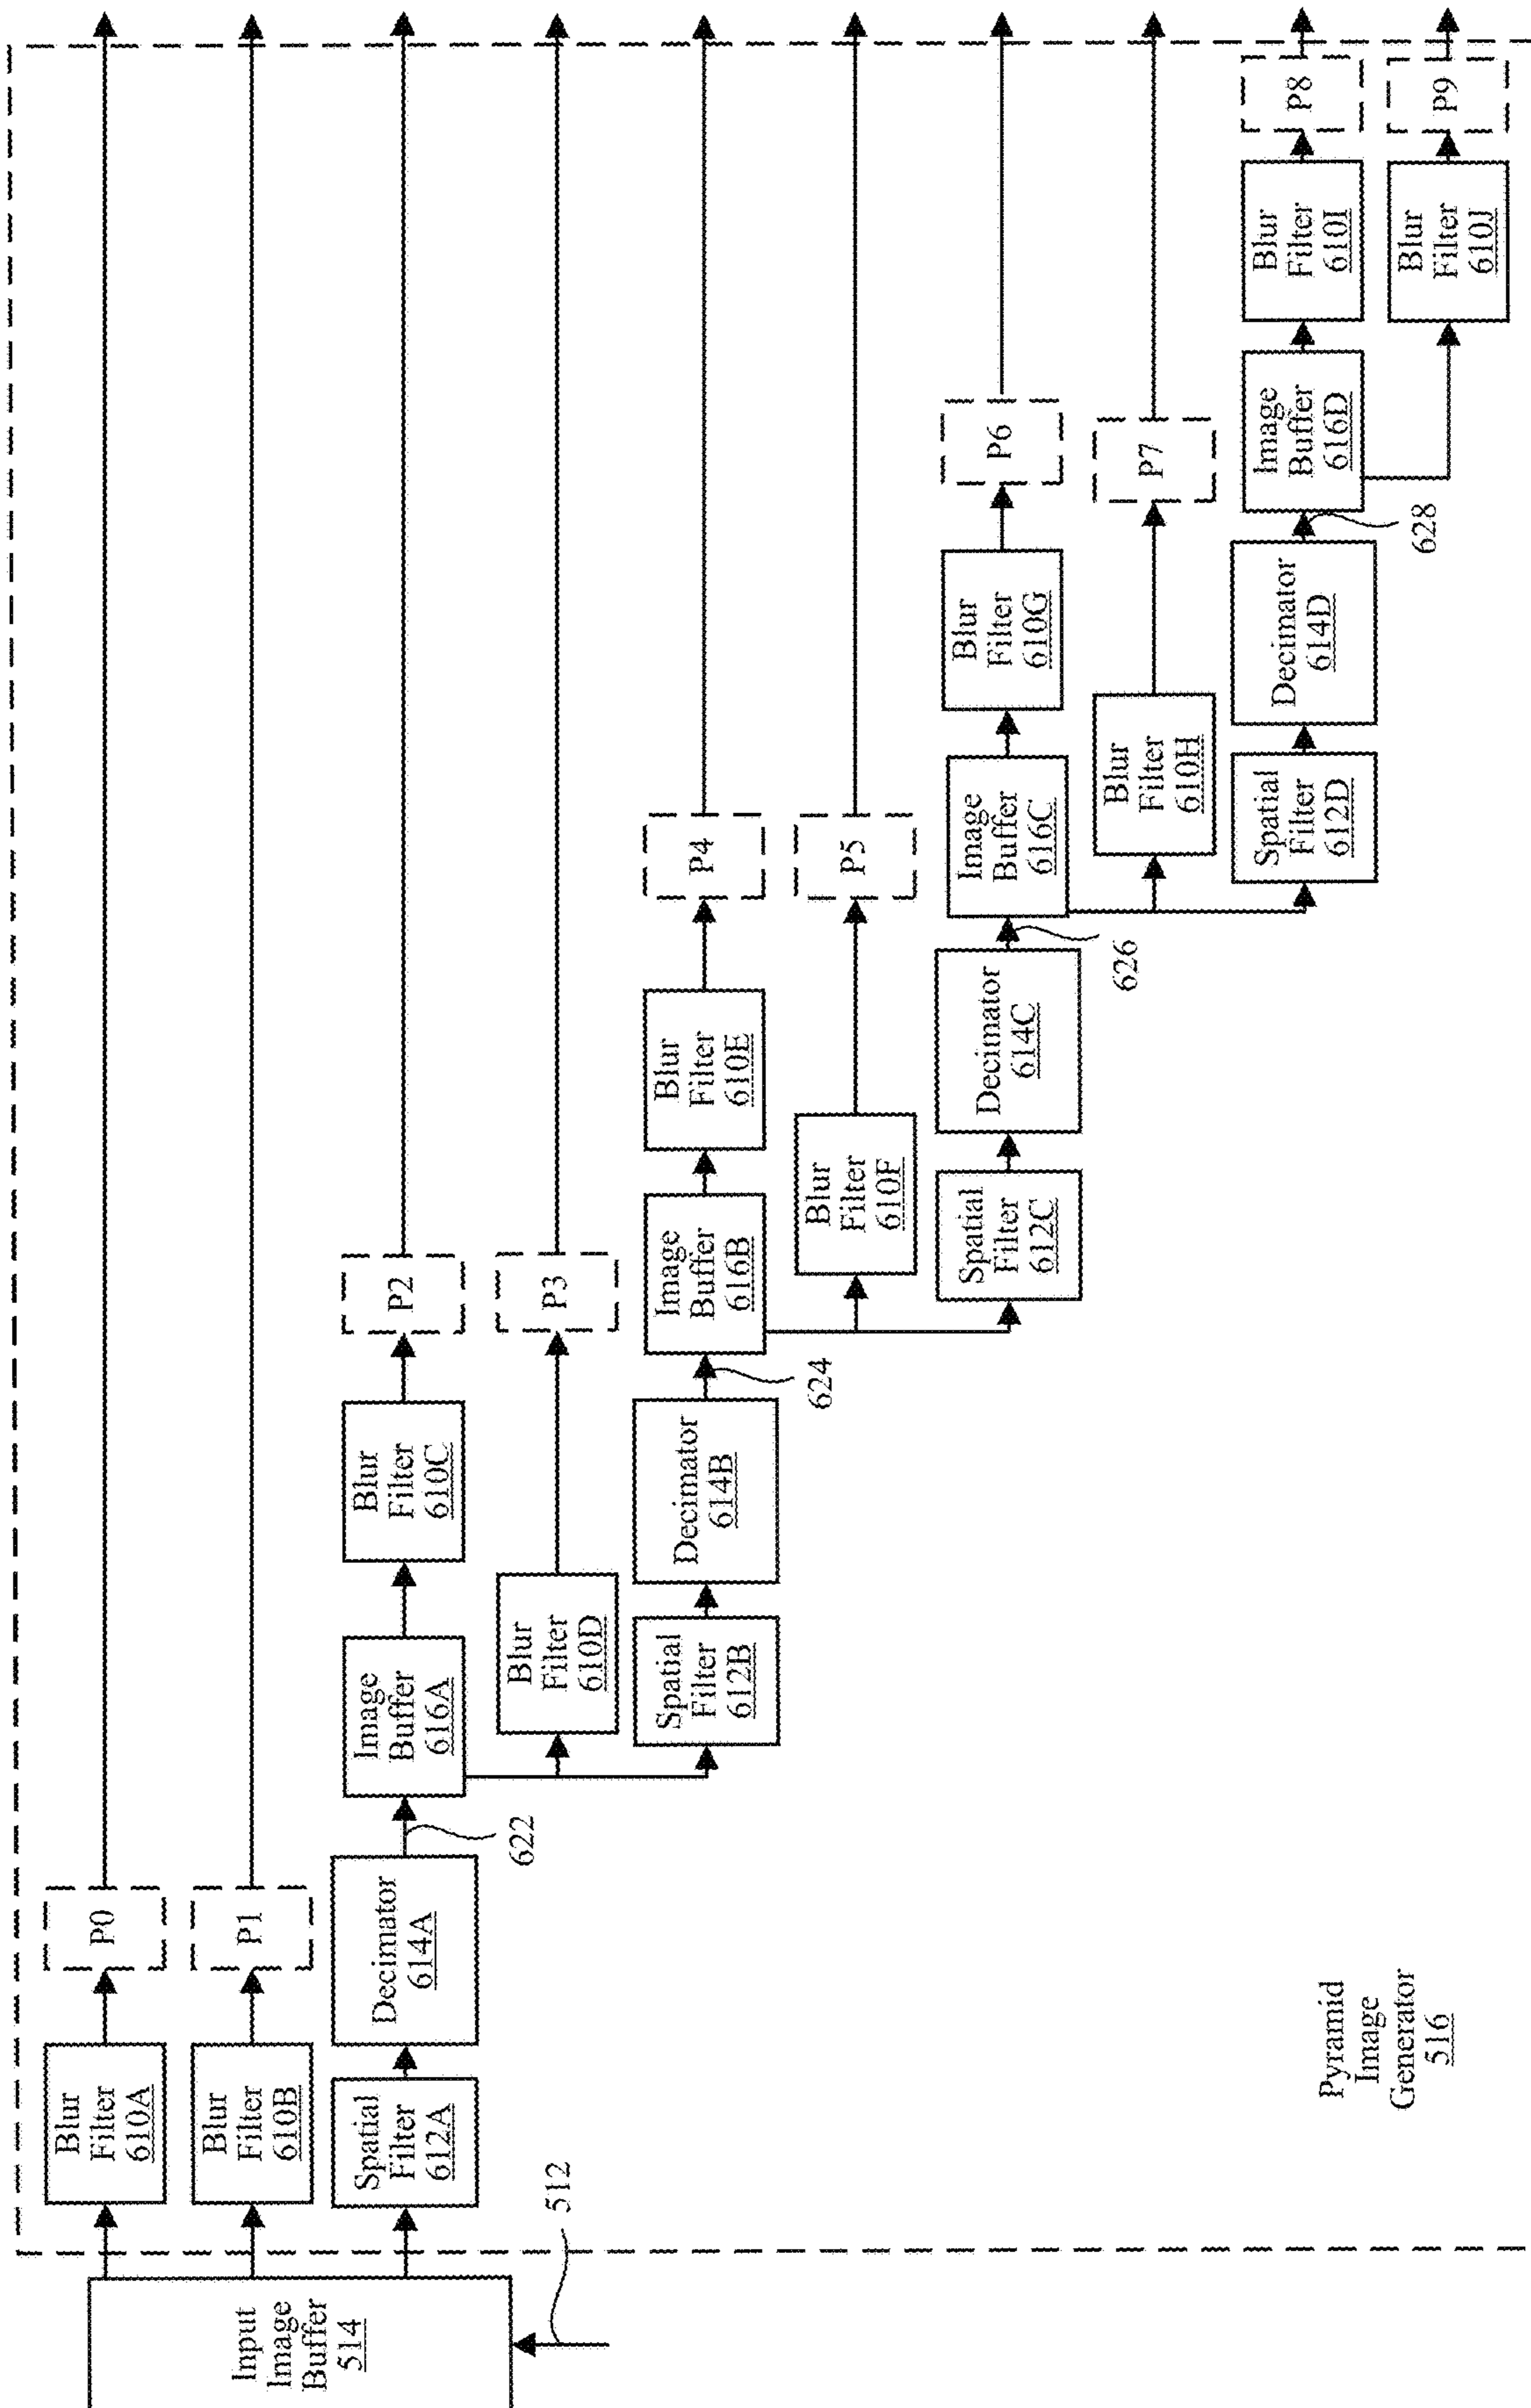 Input
Image
Buffer
514
512
Blur
Filter
610A
P0
Blur
Filter
610B
P1
Spatial
Filter
612A
Decimator
614A
622
Image
Buffer
616A
Blur
Filter
610C
P2
Blur
Filter
610D
P3
Spatial
Filter
612B
Decimator
614B
624
Image
Buffer
616B
Blur
Filter
610E
P4
Blur
Filter
610F
P5
Spatial
Filter
612C
Decimator
614C
626
Image
Buffer
616C
Blur
Filter
610G
P6
Blur
Filter
610H
P7
Spatial
Filter
612D
Decimator
614D
628
Image
Buffer
616D
Blur
Filter
610I
P8
Blur
Filter
610J
P9
Pyramid
Image
Generator
516